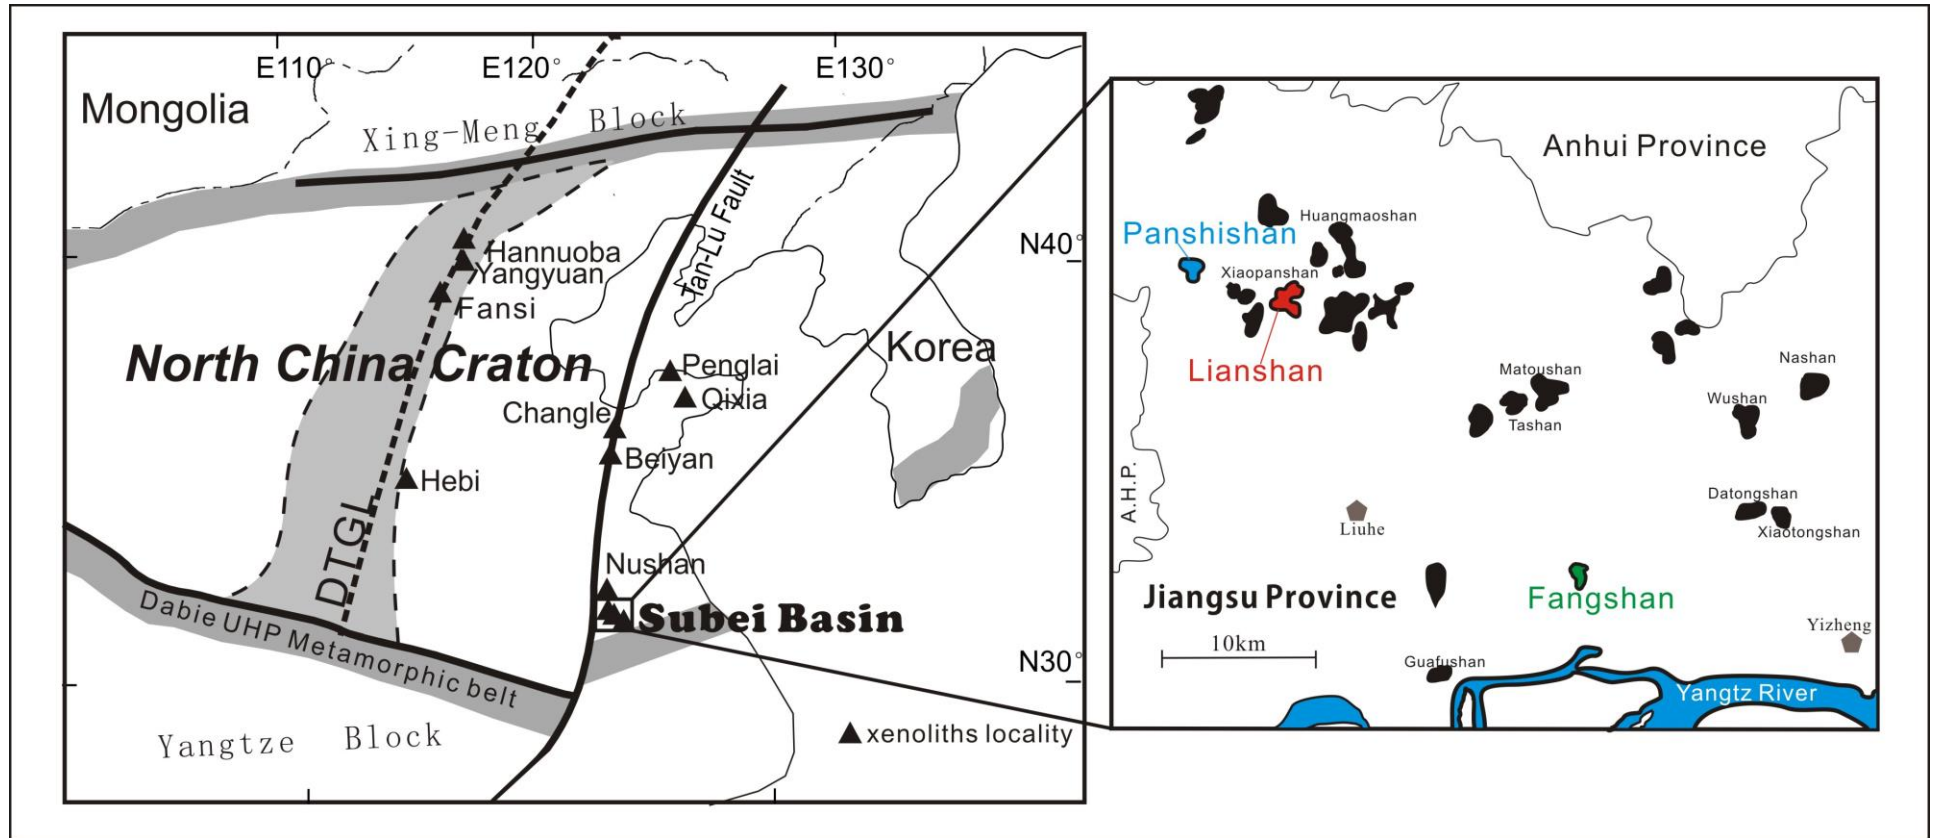 E110°
E120°
E130°
Mongolia
Xing-Meng Block
Tan-Lu Fault
N40°
Hannuoba
Yangyuan
Fansi
North China Craton
Korea
Penglai
Qixia
Changle
Beiyan
Hebi
DTGL
Nushan
Subei Basin
Dabie UHP Metamorphic belt
N30°
Yangtze Block
xenoliths locality
Anhui Province
Huangmaoshan
Panshishan
Xiaopanshan
Lianshan
Matoushan
Nashan
Wushan
Tashan
A.H.P.
Datongshan
Liuhe
Xiaotongshan
Jiangsu Province
Fangshan
Yizheng
10km
Guafushan
Yangtz River